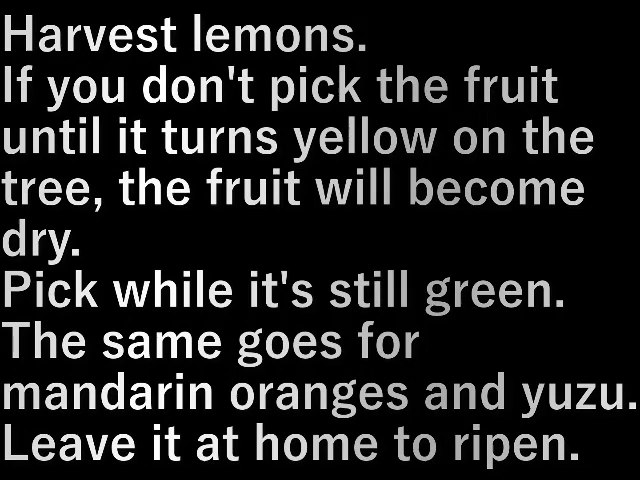 Harvest lemons.
If you don't pick the fruit
until it turns yellow on the
tree, the fruit will become
dry.
Pick while it's still green.
The same goes for
mandarin oranges and yuzu.
Leave it at home to ripen.